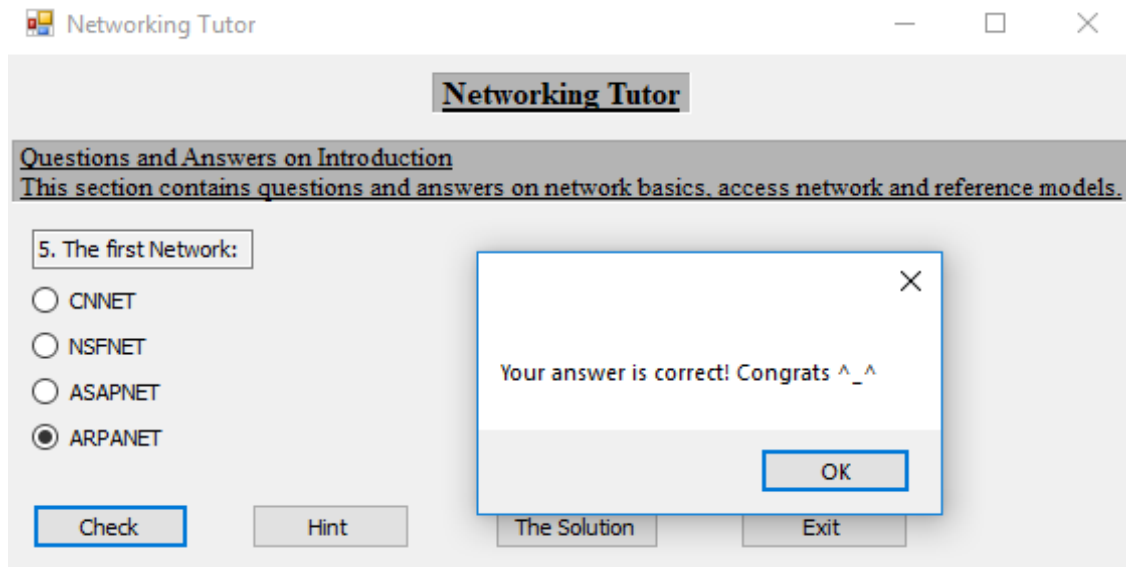 Networking Tutor
Networking Tutor
Questions and Answers on Introduction
This section contains questions and answers on network basics, access network and reference models.
5. The first Network:
CNNET
NSFNET
ASAPNET
ARPANET
Your answer is correct! Congrats ^_^
OK
Check
Hint
The Solution
Exit